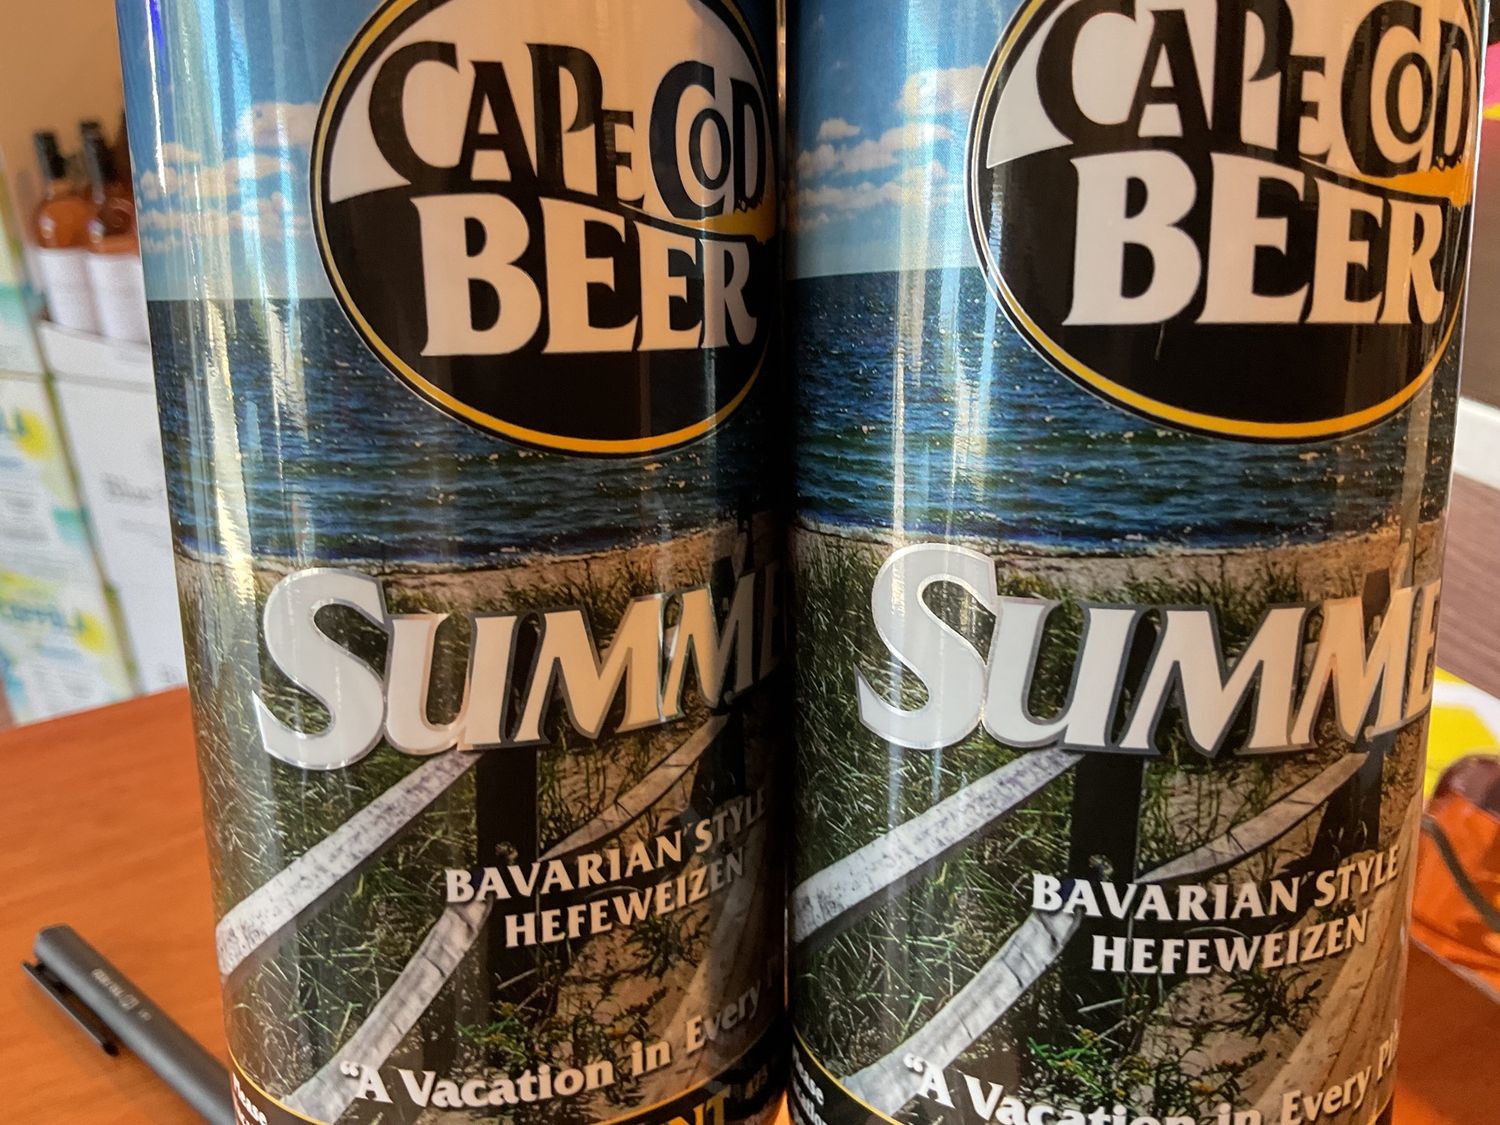 CAPE COD
BEER
SUMME
BAVARIAN STYLE
HEFEWEIZEN
"A Vacation in Every
CAPE COD
BEER
SUMME
BAVARIAN STYLE
HEFEWEIZEN
"A Vacation in Every